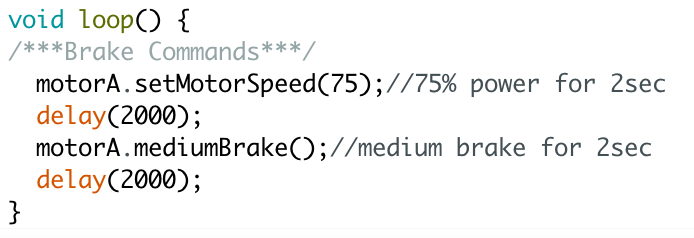 void loop() {
/***Brake Commands***/
  motorA.setMotorSpeed(75);//75% power for 2sec
  delay(2000);
  motorA.mediumBrake();//medium brake for 2sec
  delay(2000);
}